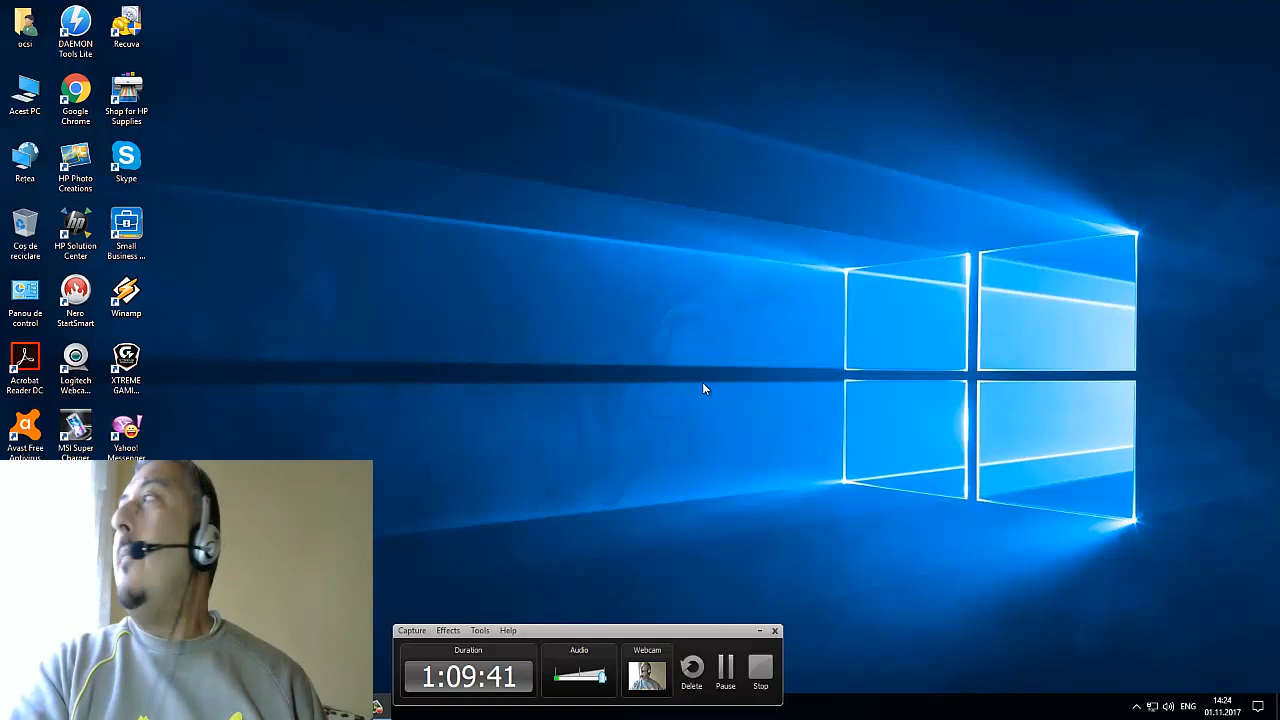 ocsi
DAEMON
Tools Lite
Recuva
Acest PC
Google
Chrome
Shop for HP
Supplies
Rețea
HP Photo
Creations
Skype
Coș de
reciclare
HP Solution
Center
Small
Business ...
Panou de
control
Nero
StartSmart
Winamp
Acrobat
Reader DC
Logitech
Webca...
XTREME
GAMI...
Avast Free
Antivirus
MSI Super
Charger
Yahoo!
Messenger
Capture Effects Tools Help
Duration
Audio
Webcam
1:09:41
Delete
Pause
Stop
ENG
14:24
01.11.2017